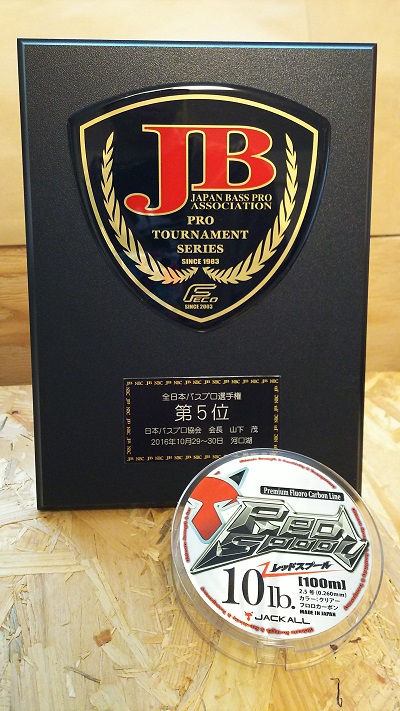 JB
JAPAN BASS PRO
ASSOCIATION
PRO
TOURNAMENT
SERIES
SINCE 1983
FECO
SINCE 2003
全日本バスプロ選手権
第5位
日本バスプロ協会 会長 山下 茂
2016年10月29～30日 河口湖
Premium Fluoro Carbon Line
Red
Spool
レッドスプール
10lb.
[100m]
2.5号(0.260mm)
カラー:クリアー
フロロカーボン
MADE IN JAPAN
JACKALL